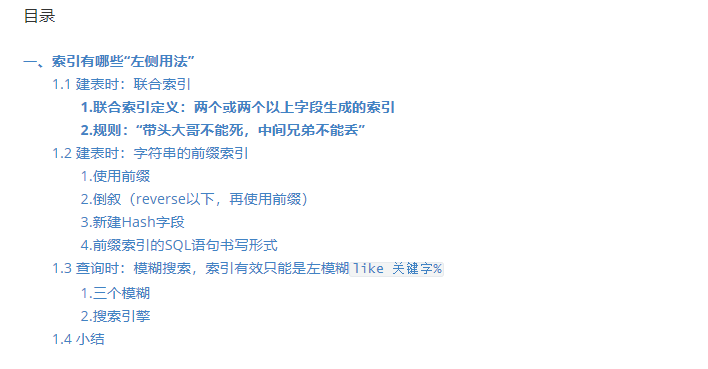 目录
一、索引有哪些“左侧用法”
1.1 建表时：联合索引
1.联合索引定义：两个或两个以上字段生成的索引
2.规则：“带头大哥不能死，中间兄弟不能丢”
1.2 建表时：字符串的前缀索引
1.使用前缀
2.倒叙（reverse以下，再使用前缀）
3.新建Hash字段
4.前缀索引的SQL语句书写形式
1.3 查询时：模糊搜索，索引有效只能是左模糊like 关键字%
1.三个模糊
2.搜索引擎
1.4 小结